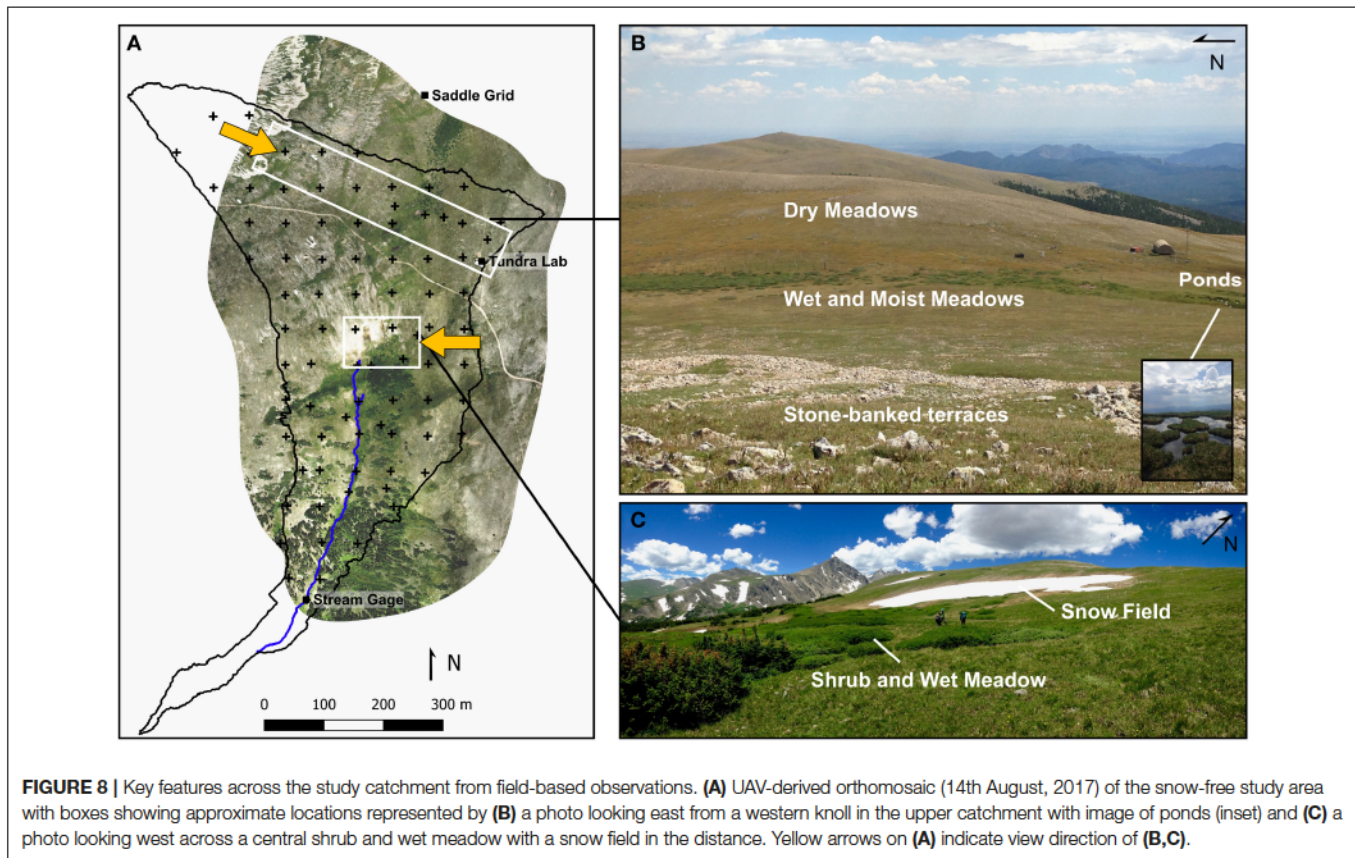 A
Saddle Grid
Tundra Lab
Stream Gage
N
0 100 200 300 m
B
N
Dry Meadows
Ponds
Wet and Moist Meadows
Stone-banked terraces
C
N
Snow Field
Shrub and Wet Meadow
FIGURE 8 | Key features across the study catchment from field-based observations. (A) UAV-derived orthomosaic (14th August, 2017) of the snow-free study area
with boxes showing approximate locations represented by (B) a photo looking east from a western knoll in the upper catchment with image of ponds (inset) and (C) a
photo looking west across a central shrub and wet meadow with a snow field in the distance. Yellow arrows on (A) indicate view direction of (B,C).